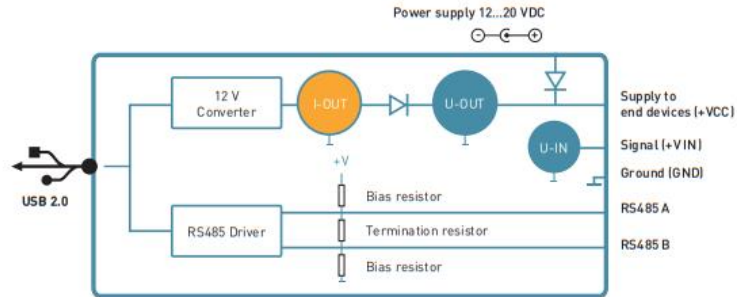 Power supply 12...20 VDC
12 V
Converter
I-OUT
U-OUT
Supply to
end devices (+VCC)
U-IN
Signal (+VIN)
Ground (GND)
+V
USB 2.0
Bias resistor
RS485 A
RS485 Driver
Termination resistor
RS485 B
Bias resistor